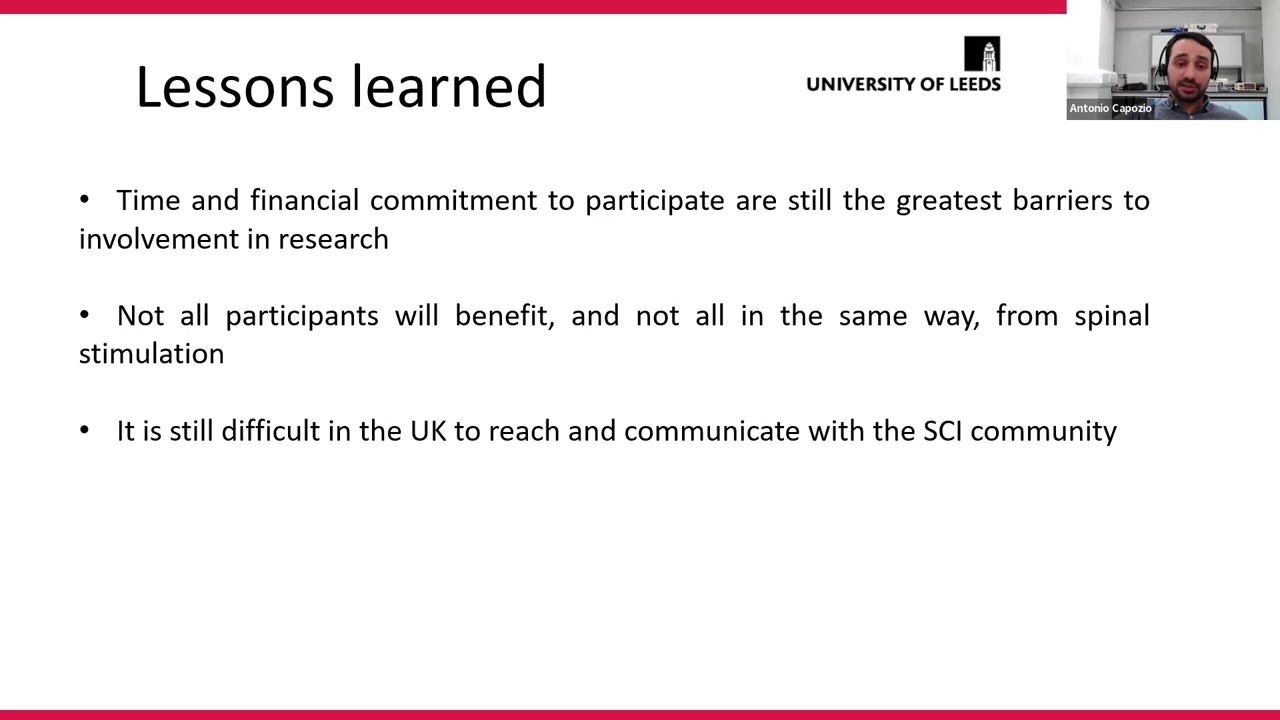 Lessons learned
UNIVERSITY OF LEEDS
Antonio Capozio
• Time and financial commitment to participate are still the greatest barriers to
involvement in research
• Not all participants will benefit, and not all in the same way, from spinal
stimulation
• It is still difficult in the UK to reach and communicate with the SCI community